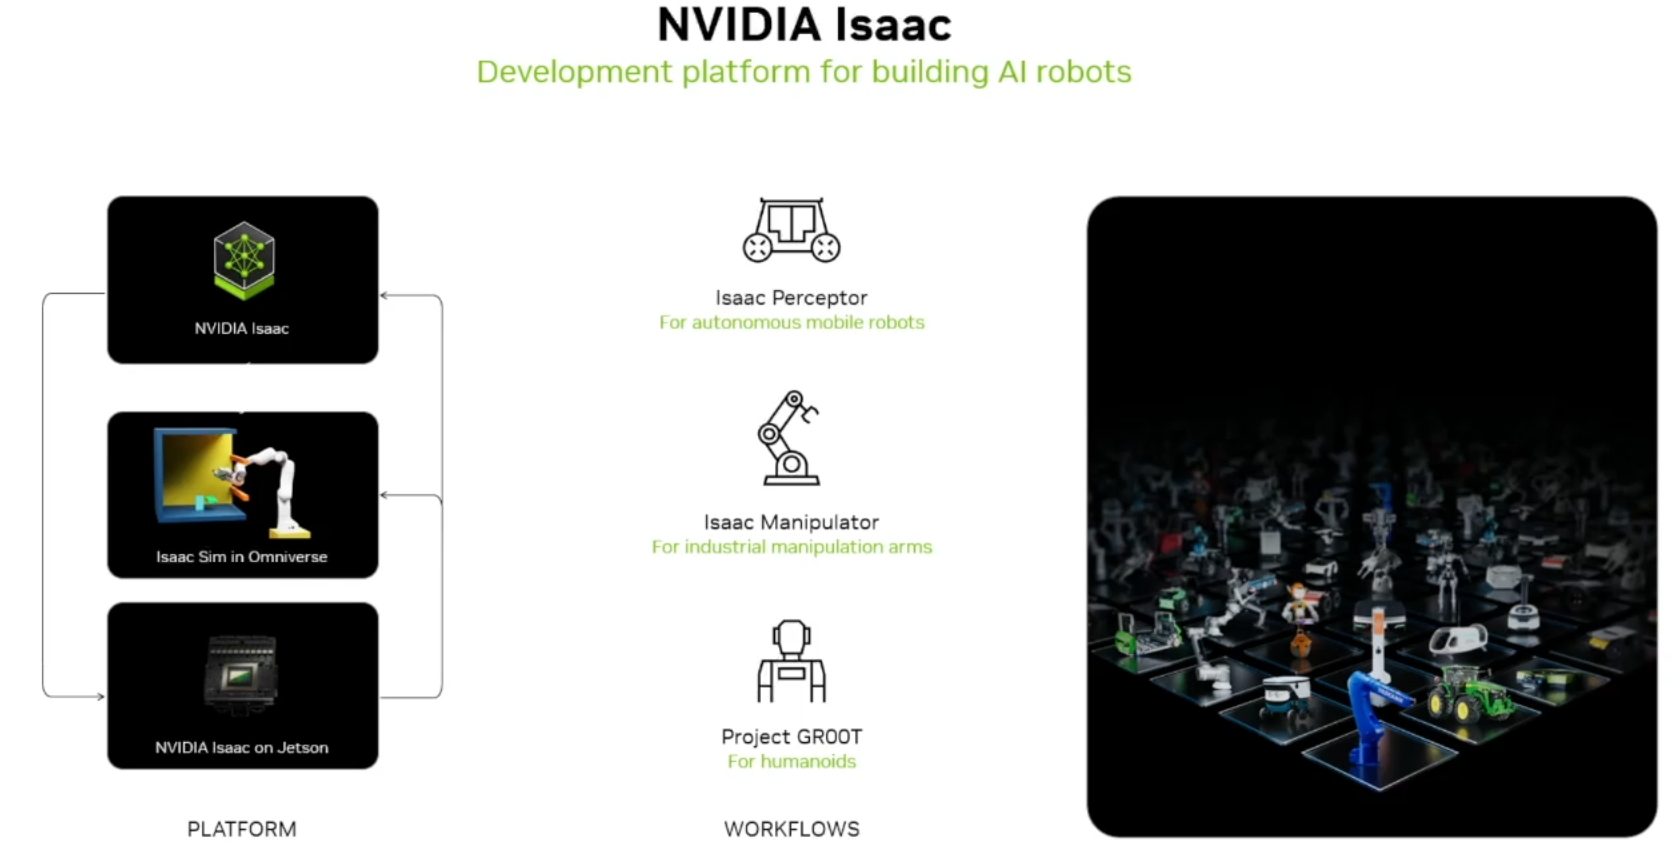 NVIDIA Isaac
Development platform for building AI robots
NVIDIA Isaac
Isaac Sim in Omniverse
NVIDIA Isaac on Jetson
PLATFORM
Isaac Perceptor
For autonomous mobile robots
Isaac Manipulator
For industrial manipulation arms
Project GR00T
For humanoids
WORKFLOWS